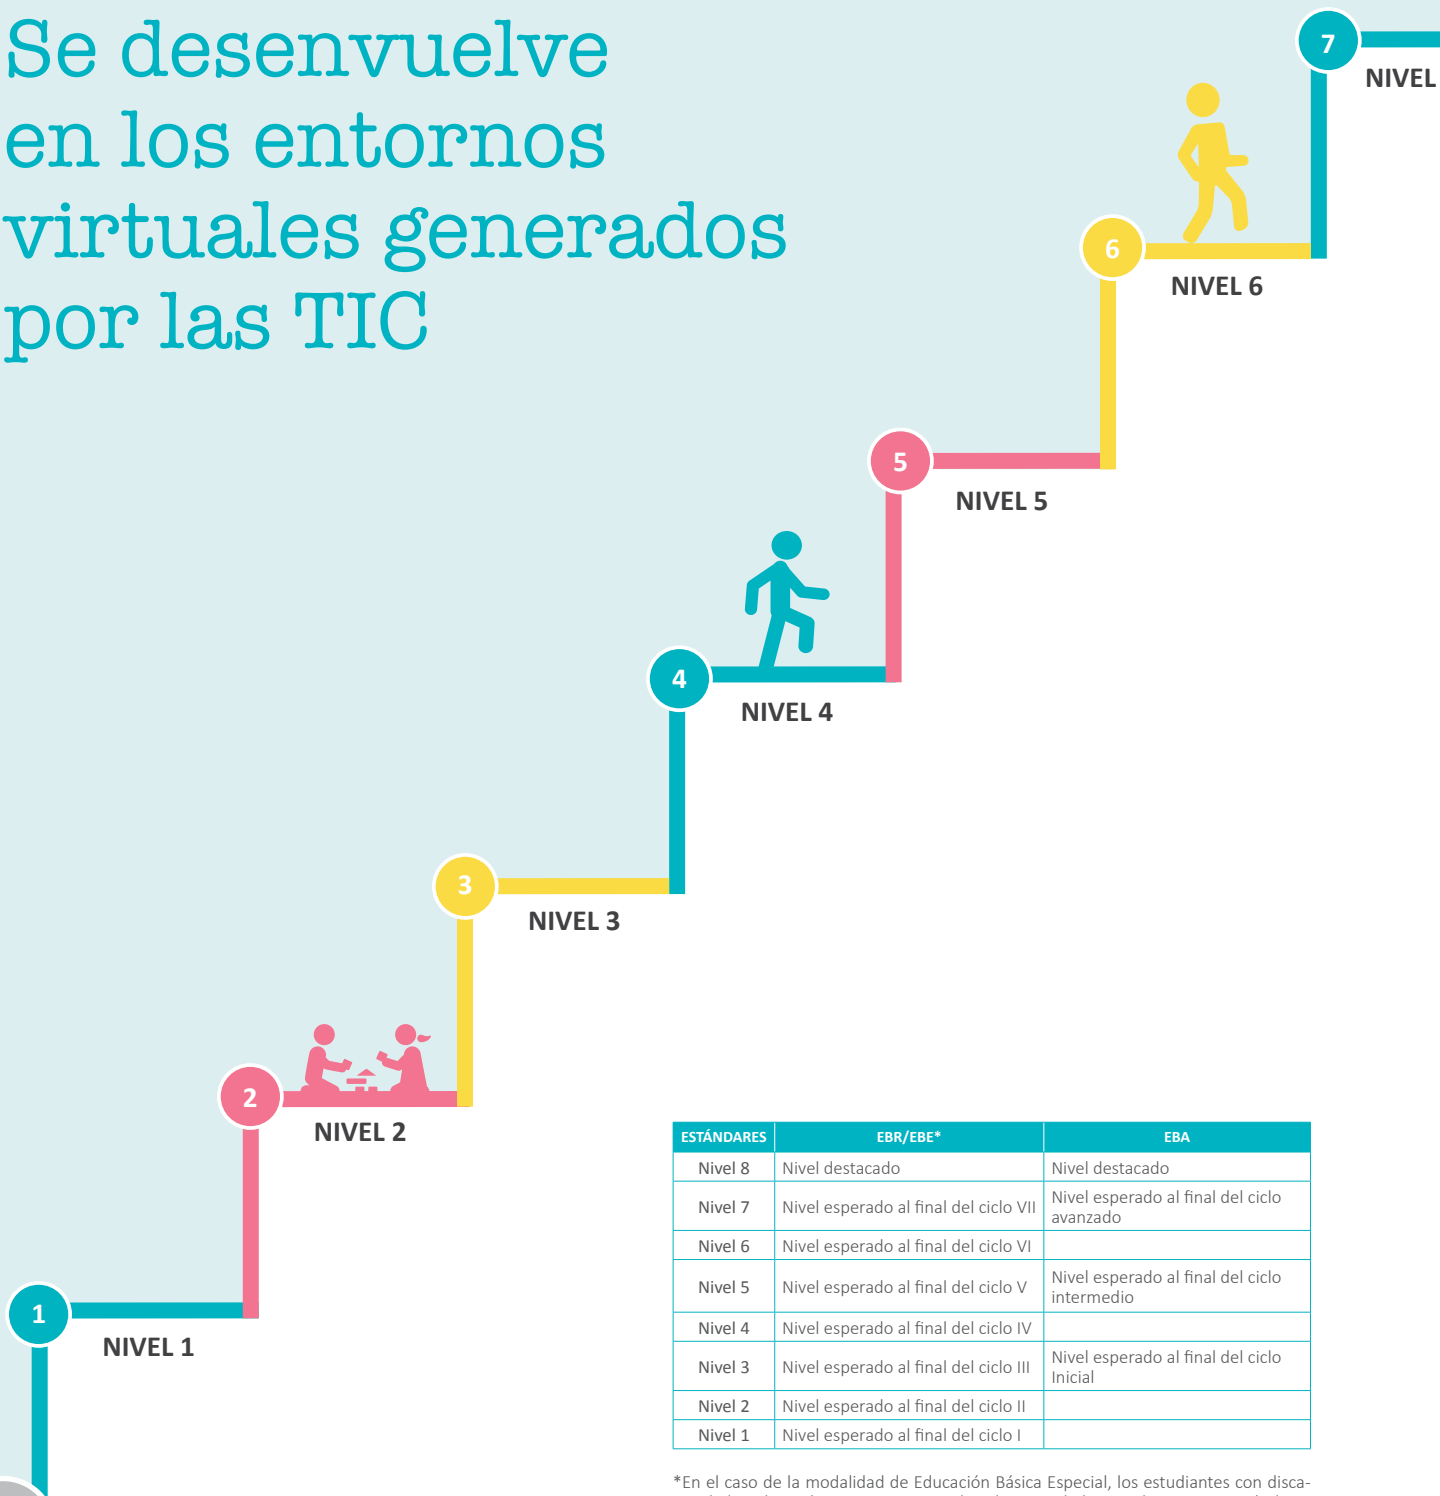 Se desenvuelve
en los entornos
virtuales generados
por las TIC
7
NIVEL
6
NIVEL 6
5
NIVEL 5
4
NIVEL 4
3
NIVEL 3
2
NIVEL 2
1
NIVEL 1
ESTÁNDARES EBR/EBE* EBA
Nivel 8 Nivel destacado Nivel destacado
Nivel 7 Nivel esperado al final del ciclo VII Nivel esperado al final del ciclo
avanzado
Nivel 6 Nivel esperado al final del ciclo VI
Nivel 5 Nivel esperado al final del ciclo V Nivel esperado al final del ciclo
intermedio
Nivel 4 Nivel esperado al final del ciclo IV
Nivel 3 Nivel esperado al final del ciclo III Nivel esperado al final del ciclo
Inicial
Nivel 2 Nivel esperado al final del ciclo II
Nivel 1 Nivel esperado al final del ciclo I
*En el caso de la modalidad de Educación Básica Especial, los estudiantes con disca-